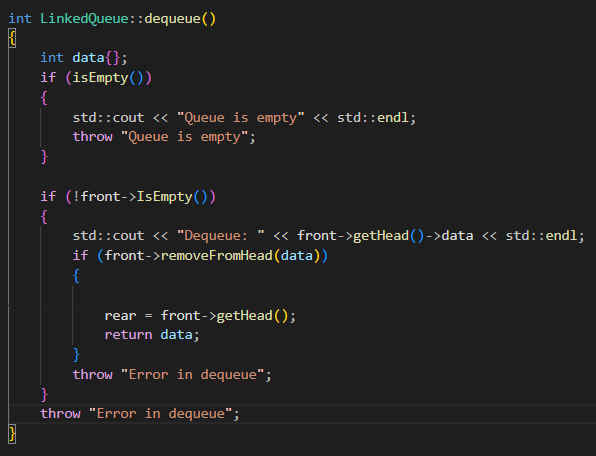 int LinkedQueue::dequeue()
{
    int data{};
    if (isEmpty())
    {
        std::cout << "Queue is empty" << std::endl;
        throw "Queue is empty";
    }

    if (!front->IsEmpty())
    {
        std::cout << "Dequeue: " << front->getHead()->data << std::endl;
        if (front->removeFromHead(data))
        {

            rear = front->getHead();
            return data;
        }
        throw "Error in dequeue";
    }
    throw "Error in dequeue";
}